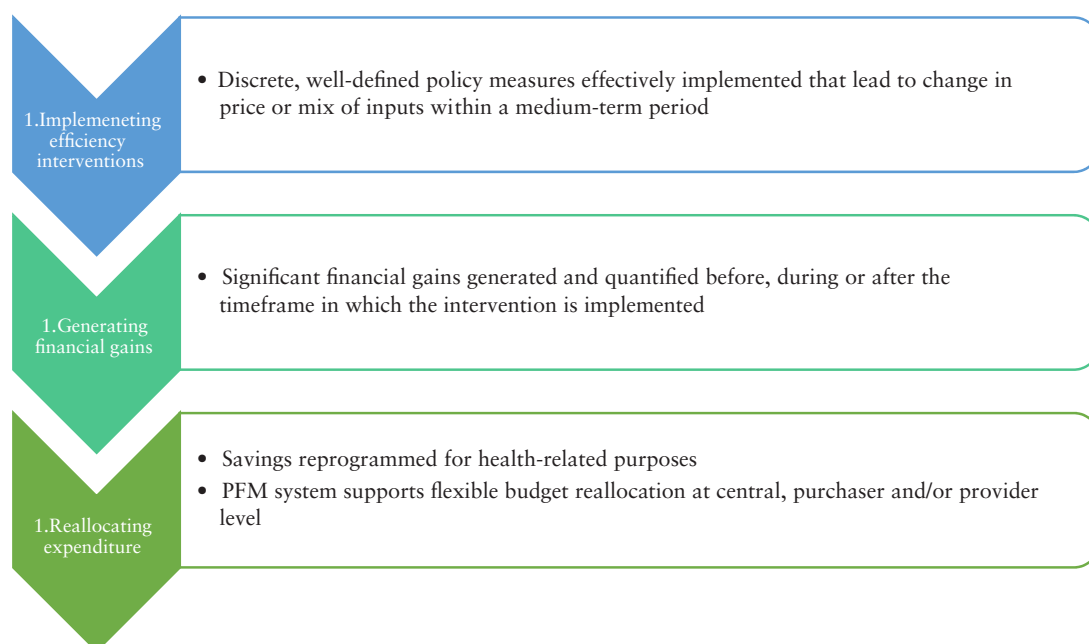 1.Implemeneting
efficiency
interventions
• Discrete, well-defined policy measures effectively implemented that lead to change in
price or mix of inputs within a medium-term period
1.Generating
financial gains
• Significant financial gains generated and quantified before, during or after the
timeframe in which the intervention is implemented
1.Reallocating
expenditure
• Savings reprogrammed for health-related purposes
• PFM system supports flexible budget reallocation at central, purchaser and/or provider
level